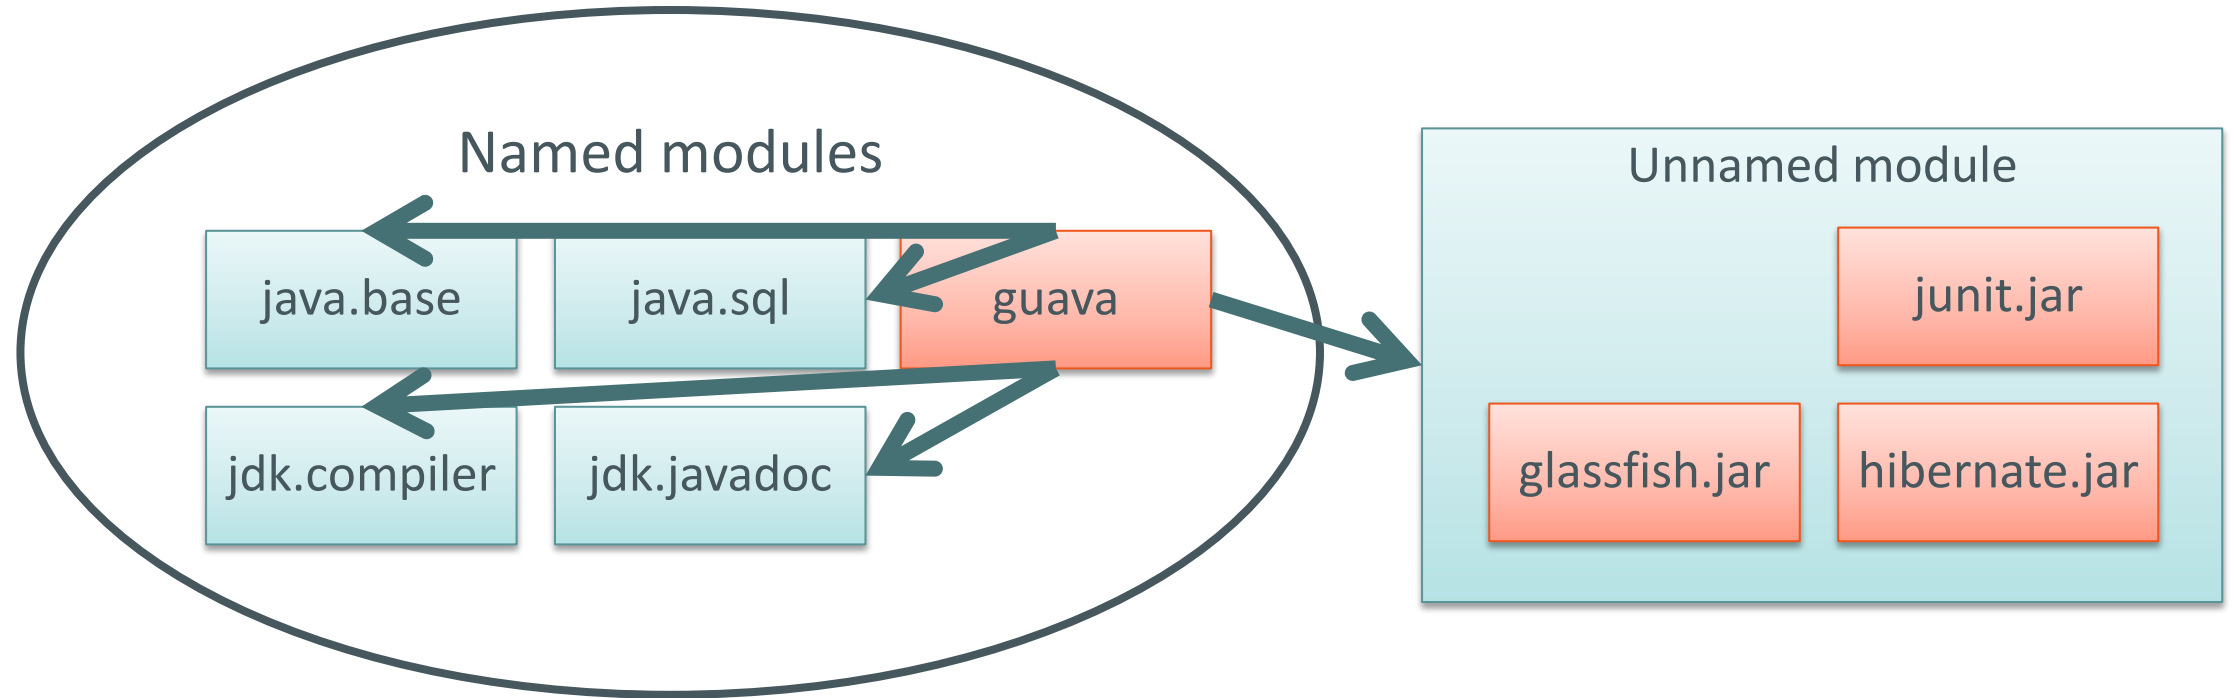 Named modules
java.base
java.sql
guava
jdk.compiler
jdk.javadoc
Unnamed module
junit.jar
glassfish.jar
hibernate.jar